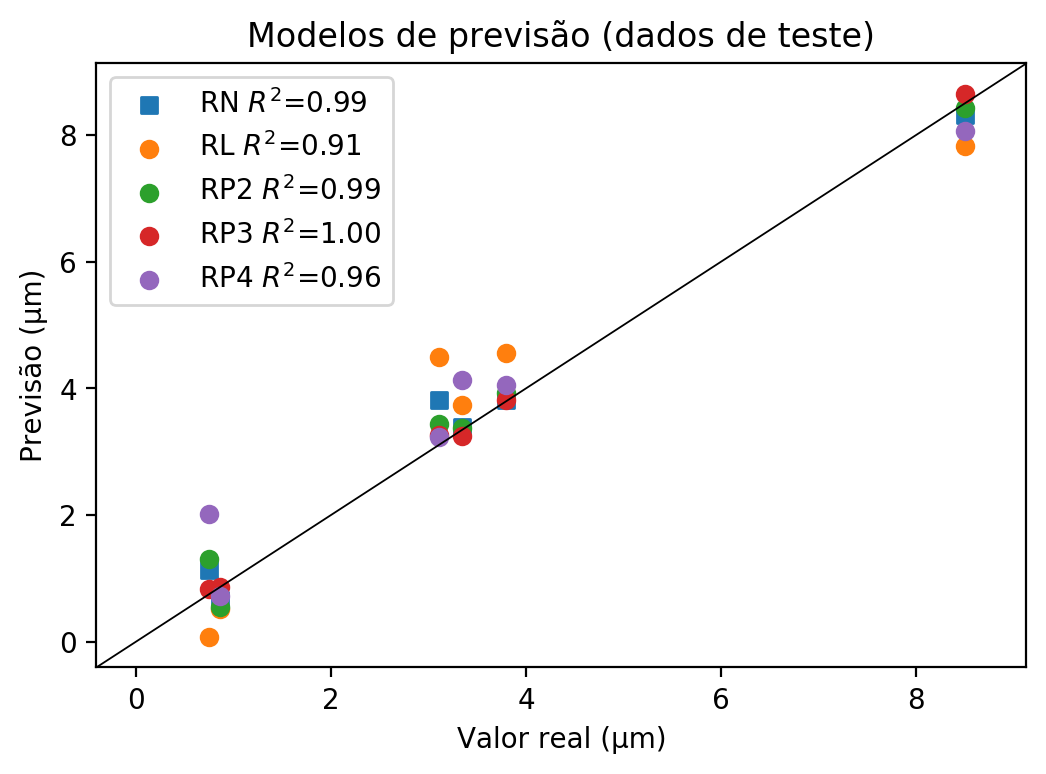 Modelos de previsão (dados de teste)
RN R²=0.99
RL R²=0.91
RP2 R²=0.99
RP3 R²=1.00
RP4 R²=0.96
Previsão (µm)
8
6
4
2
0
0 2 4 6 8
Valor real (µm)